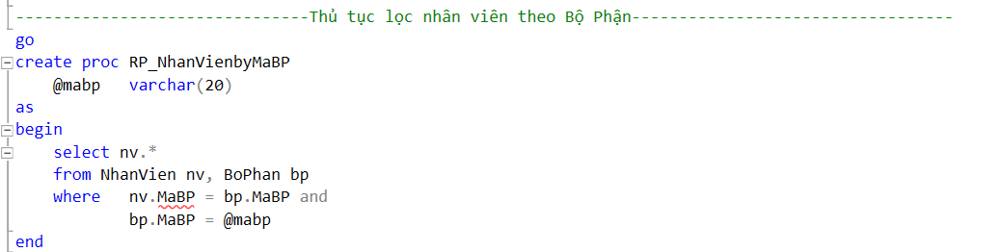 -------------------------------Thủ tục lọc nhân viên theo Bộ Phận----------------------------------
go
create proc RP_NhanVienbyMaBP
    @mabp   varchar(20)
as
begin
    select nv.*
    from NhanVien nv, BoPhan bp
    where   nv.MaBP = bp.MaBP and
            bp.MaBP = @mabp
end